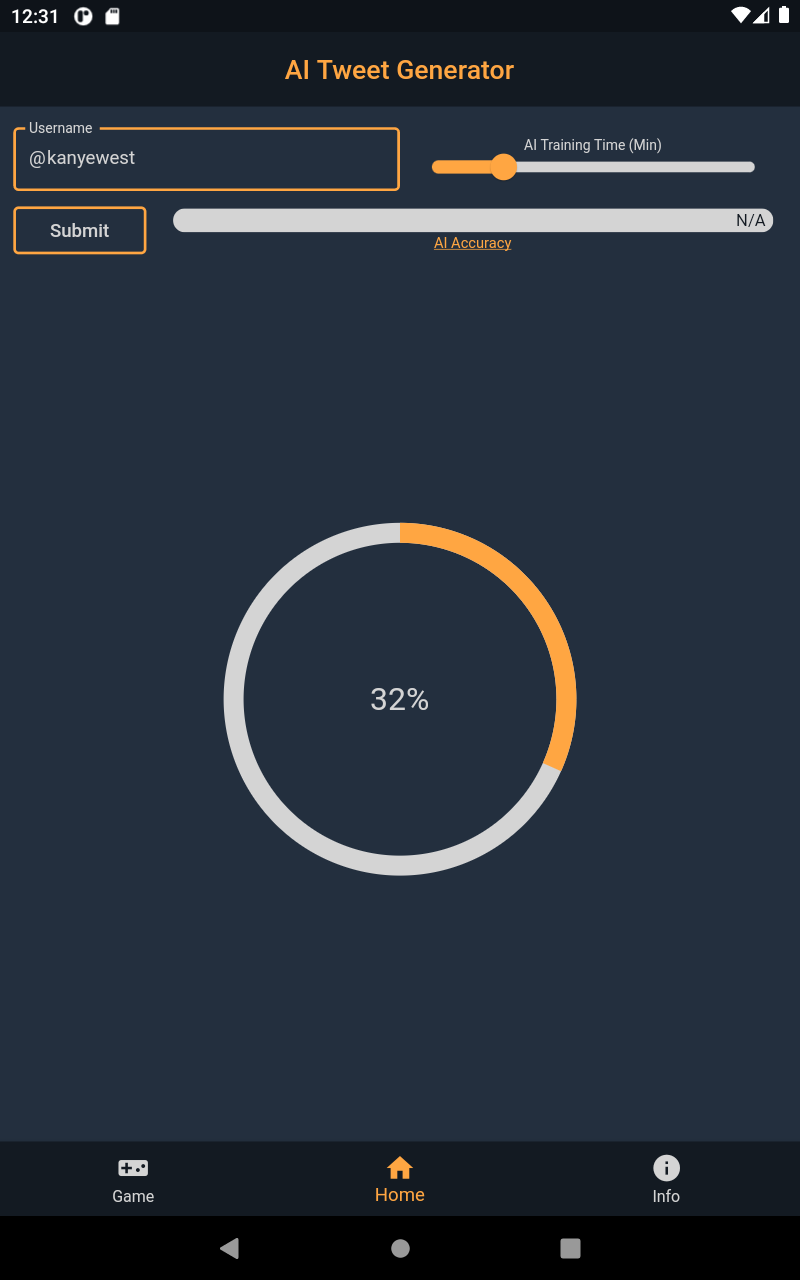 12:31
AI Tweet Generator
Username
@kanyewest
AI Training Time (Min)
Submit
N/A
AI Accuracy
32%
Game
Home
Info